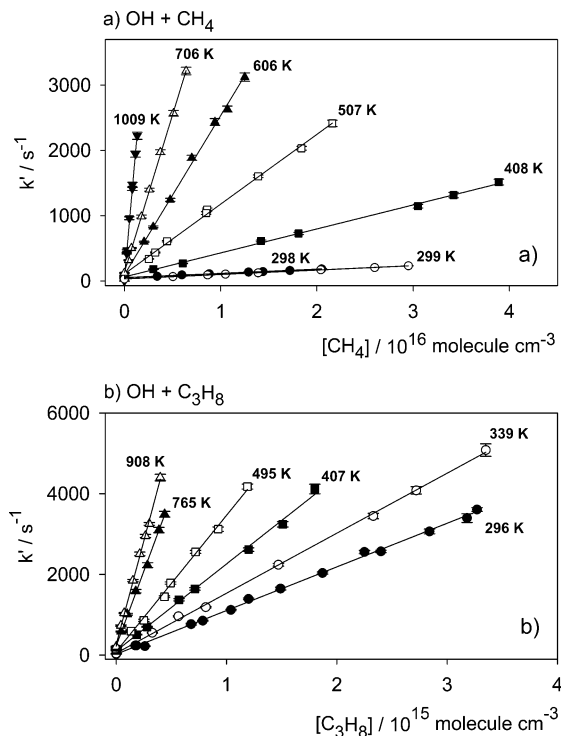 a) OH + CH4
706 K
606 K
3000
1009 K
507 K
2000
k' / s-1
408 K
1000
298 K
299 K
a)
0
0 1 2 3 4
[CH4] / 10^16 molecule cm-3
b) OH + C3H8
6000
339 K
908 K
495 K
407 K
765 K
4000
296 K
k' / s-1
2000
b)
0
0 1 2 3 4
[C3H8] / 10^15 molecule cm-3